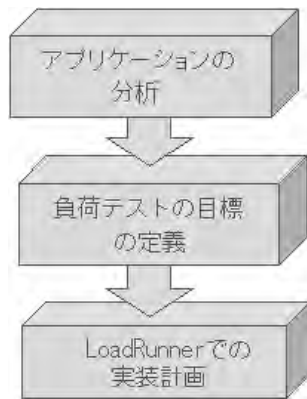 アプリケーションの
分析
負荷テストの目標
の定義
LoadRunnerでの
実装計画